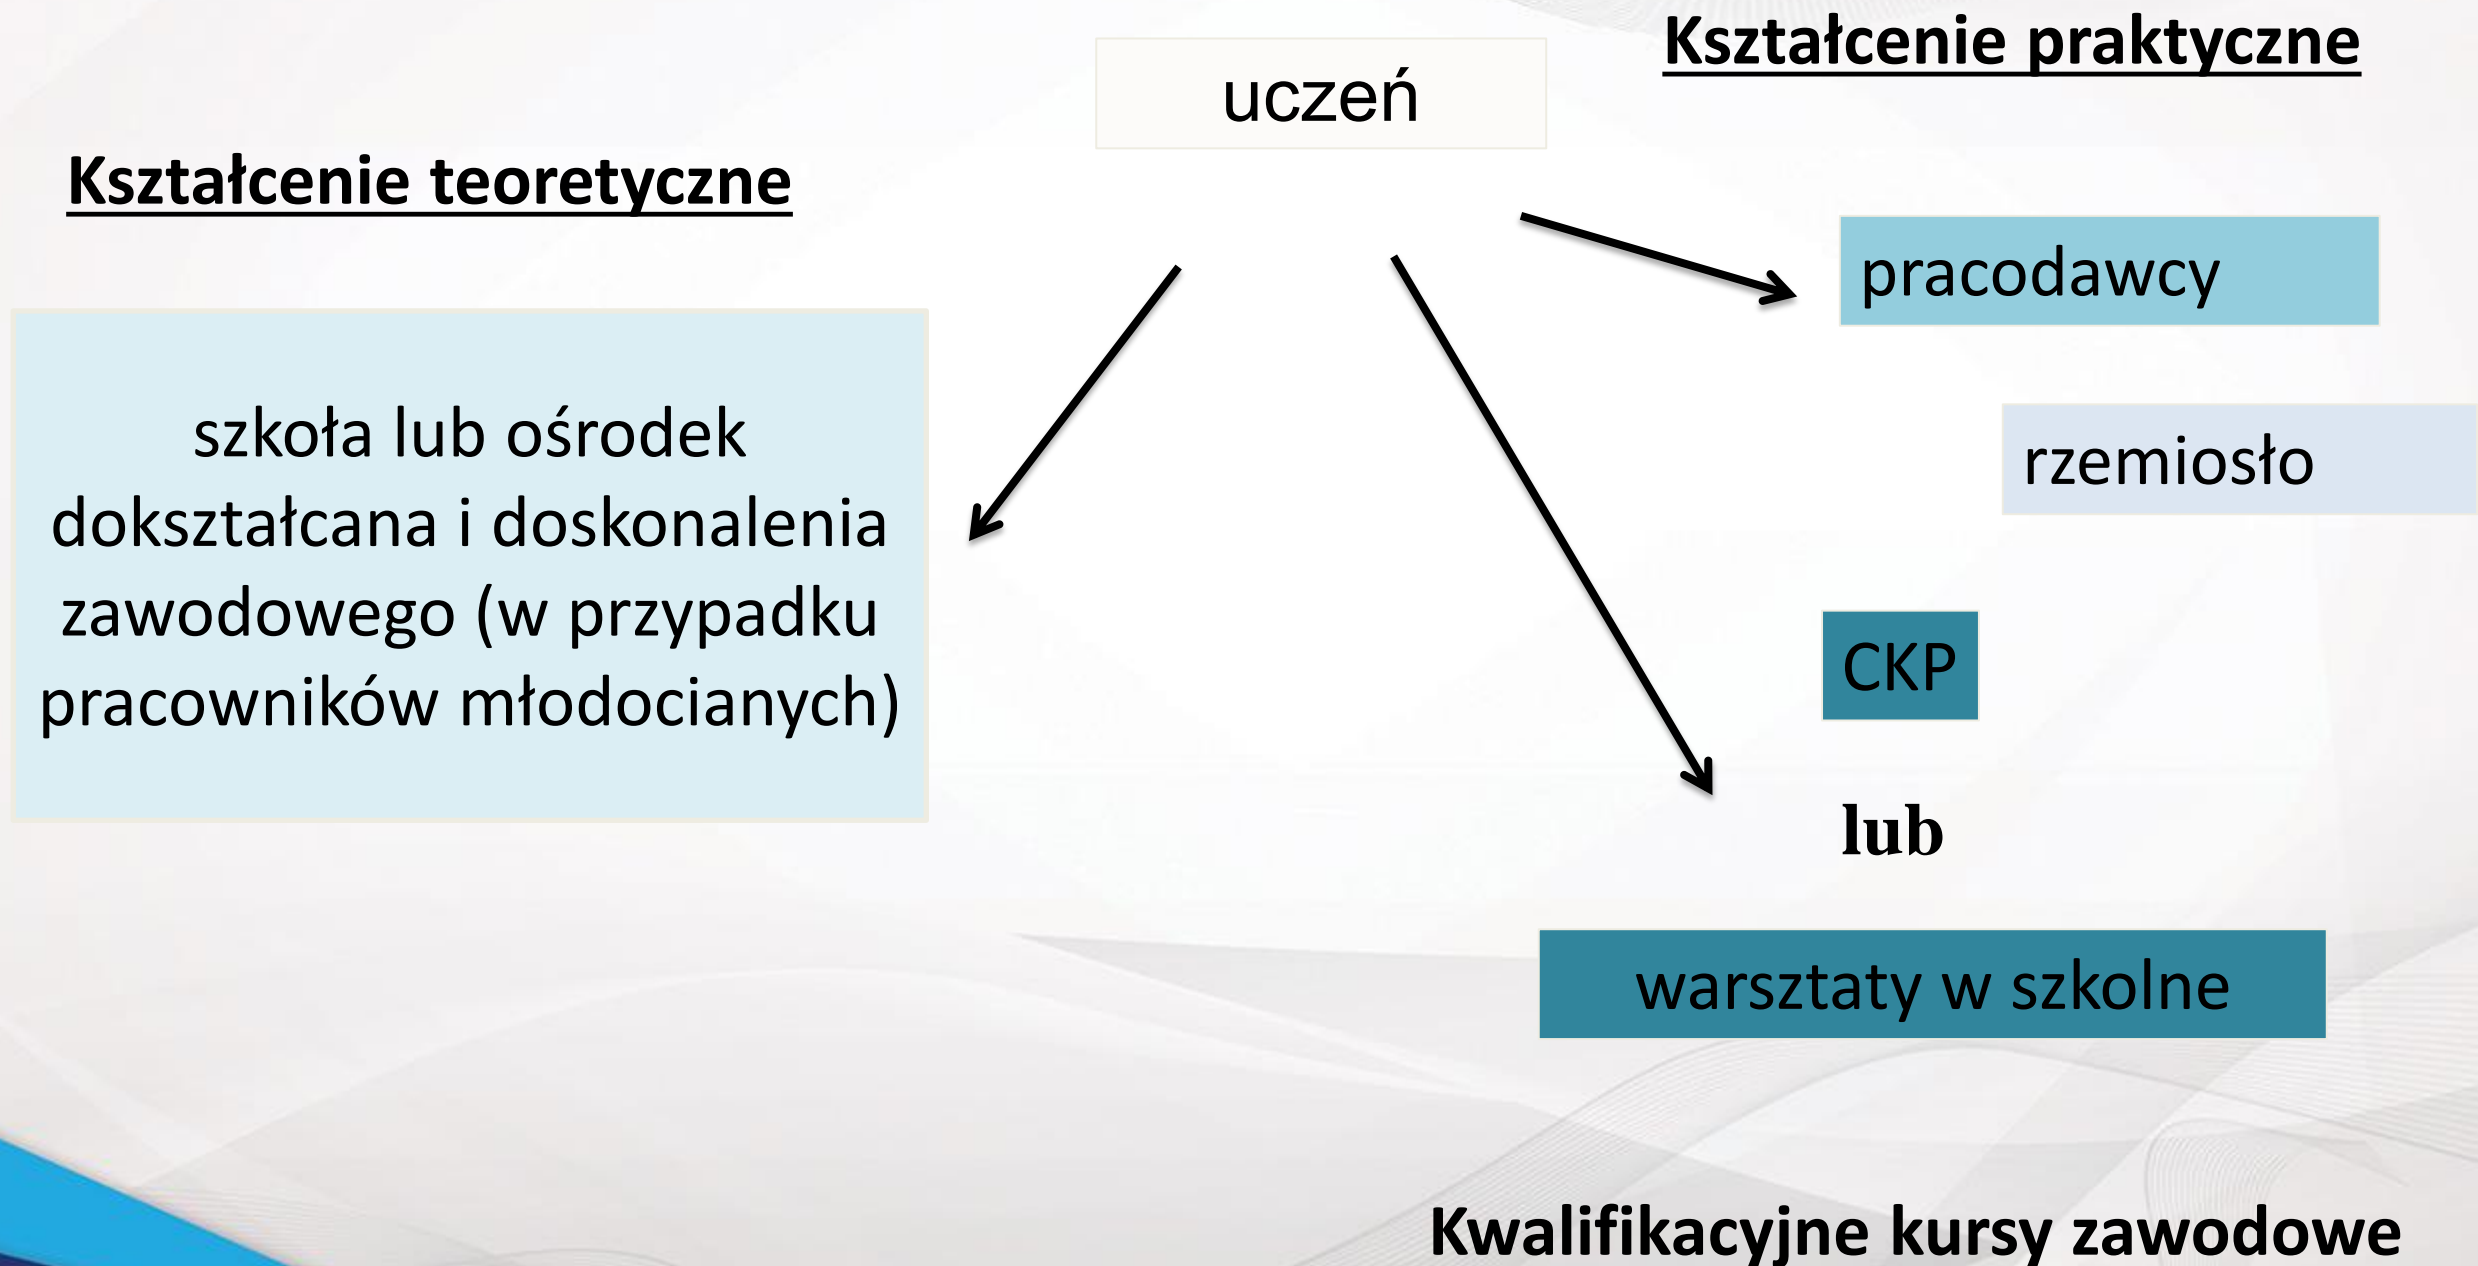 Kształcenie praktyczne
uczeń
Kształcenie teoretyczne
pracodawcy
szkoła lub ośrodek
dokształcana i doskonalenia
zawodowego (w przypadku
pracowników młodocianych)
rzemiosło
CKP
lub
warsztaty w szkolne
Kwalifikacyjne kursy zawodowe